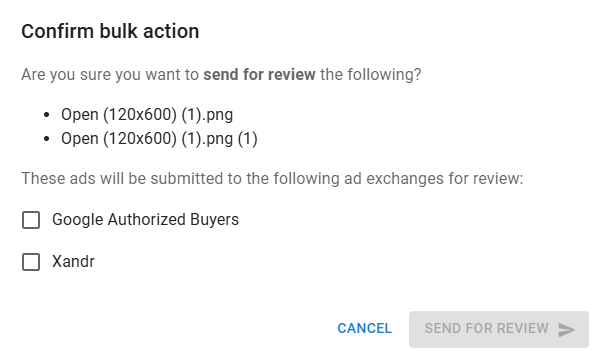 Confirm bulk action
Are you sure you want to send for review the following?
• Open (120x600) (1).png
• Open (120x600) (1).png (1)
These ads will be submitted to the following ad exchanges for review:
Google Authorized Buyers
Xandr
CANCEL SEND FOR REVIEW